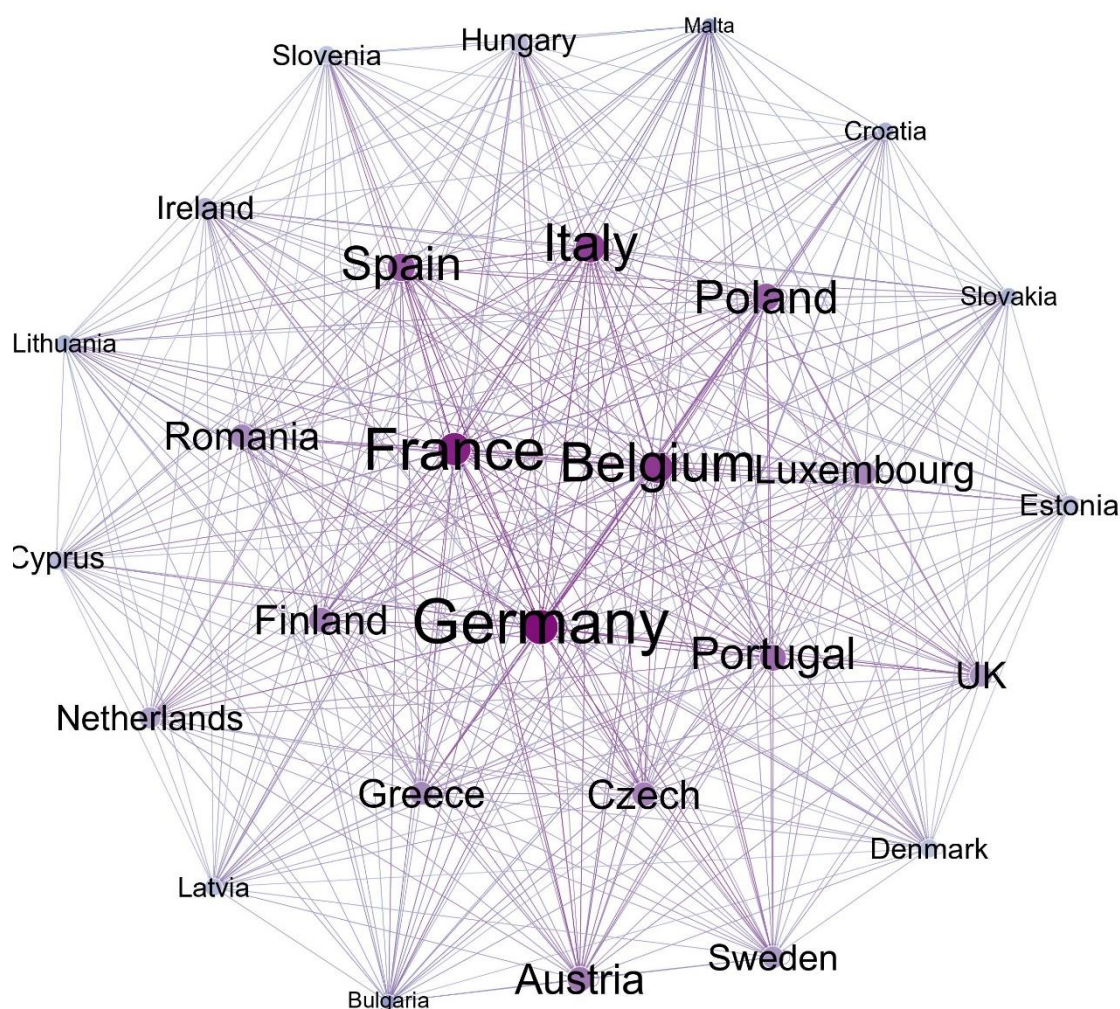 Malta
Hungary
Slovenia
Croatia
Ireland
Italy
Spain
Poland
Slovakia
Lithuania
Romania
France
Belgium
Luxembourg
Estonia
Cyprus
Finland
Germany
Portugal
UK
Netherlands
Greece
Czech
Denmark
Latvia
Sweden
Austria
Bulgaria